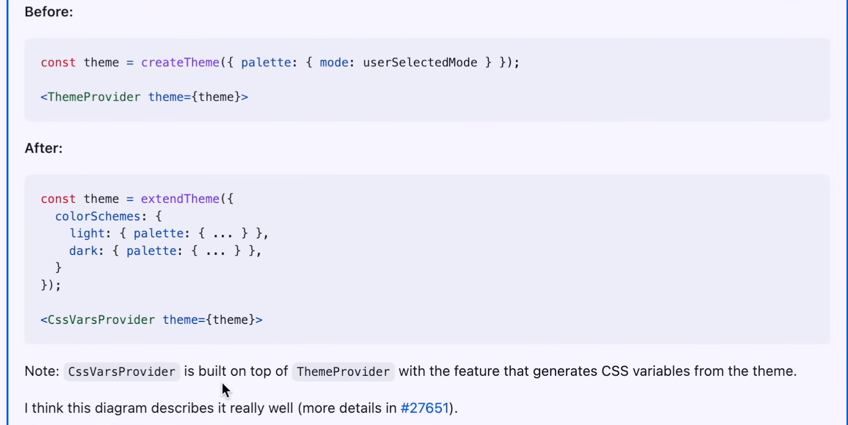 Before:
const theme = createTheme({ palette: { mode: userSelectedMode } });
<ThemeProvider theme={theme}>
After:
const theme = extendTheme({
  colorSchemes: {
    light: { palette: { ... } },
    dark: { palette: { ... } },
  }
});
<CssVarsProvider theme={theme}>
Note: CssVarsProvider is built on top of ThemeProvider with the feature that generates CSS variables from the theme.
I think this diagram describes it really well (more details in #27651).